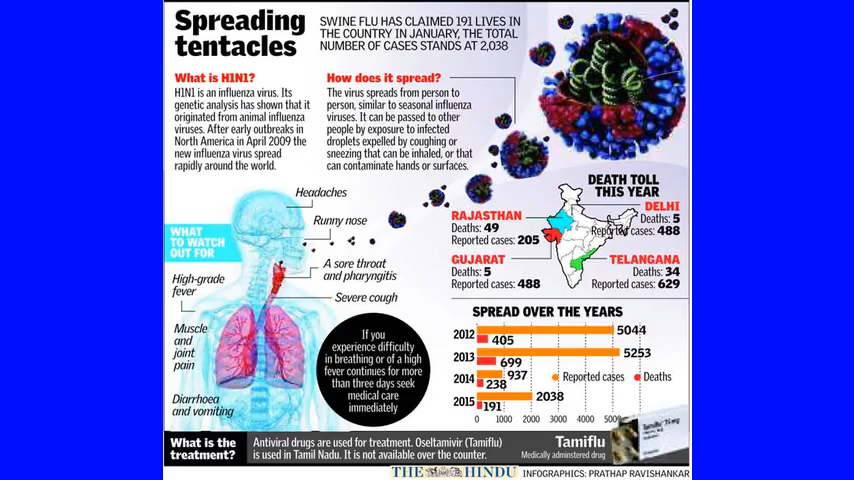 Spreading
tentacles
SWINE FLU HAS CLAIMED 191 LIVES IN
THE COUNTRY IN JANUARY, THE TOTAL
NUMBER OF CASES STANDS AT 2,038
What is H1N1?
H1N1 is an influenza virus. Its
genetic analysis has shown that it
originated from animal influenza
viruses. After early outbreaks in
North America in April 2009 the
new influenza virus spread
rapidly around the world.
How does it spread?
The virus spreads from person to
person, similar to seasonal influenza
viruses. It can be passed to other
people by exposure to infected
droplets expelled by coughing or
sneezing that can be inhaled, or that
can contaminate hands or surfaces.
WHAT
TO WATCH
OUT FOR
Headaches
Runny nose
A sore throat
and pharyngitis
Severe cough
High-grade
fever
Muscle
and
joint
pain
Diarrhoea
and vomiting
If you
experience difficulty
in breathing or of a high
fever continues for more
than three days seek
medical care
immediately
DEATH TOLL
THIS YEAR
RAJASTHAN
Deaths: 49
Reported cases: 205
DELHI
Deaths: 5
Reported cases: 488
GUJARAT
Deaths: 5
Reported cases: 488
TELANGANA
Deaths: 34
Reported cases: 629
SPREAD OVER THE YEARS
2012 5044
405
2013 5253
699
2014 937
238
2015 2038
191
Reported cases Deaths
0 1000 2000 3000 4000 5000
What is the
treatment?
Antiviral drugs are used for treatment. Oseltamivir (Tamiflu)
is used in Tamil Nadu. It is not available over the counter.
Tamiflu
Medically administered drug
Tamiflu 75 mg
THE HINDU
INFOGRAPHICS: PRATHAP RAVISHANKAR